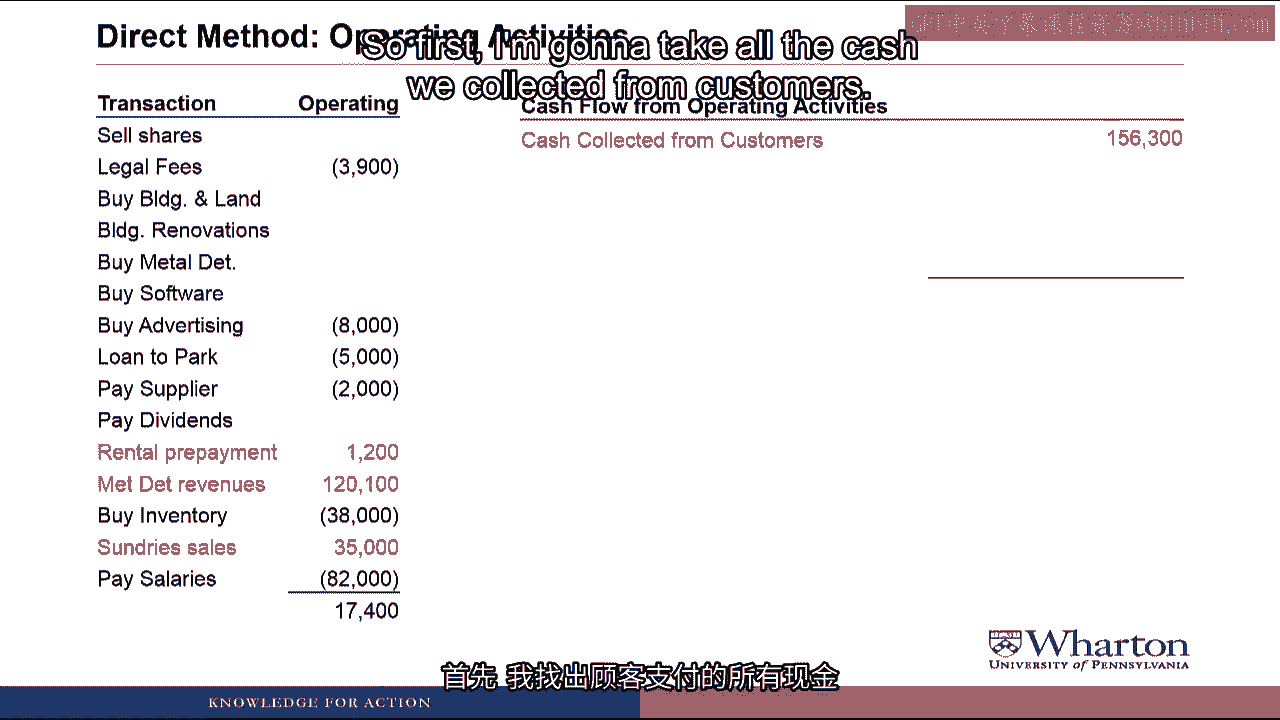 Direct Method: Operating Activities
So first, I'm gonna take all the cash
we collected from customers.
Transaction Operating
Sell shares
Legal Fees (3,900)
Buy Bldg. & Land
Bldg. Renovations
Buy Metal Det.
Buy Software
Buy Advertising (8,000)
Loan to Park (5,000)
Pay Supplier (2,000)
Pay Dividends
Rental prepayment 1,200
Met Det revenues 120,100
Buy Inventory (38,000)
Sundries sales 35,000
Pay Salaries (82,000)
17,400
Cash Flow from Operating Activities
Cash Collected from Customers 156,300
Wharton
UNIVERSITY of PENNSYLVANIA
首先 我找出顾客支付的所有现金
KNOWLEDGE FOR ACTION